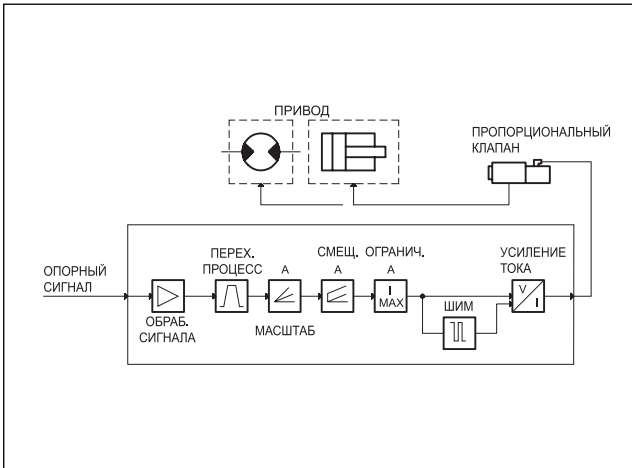 ПРИВОД
ПРОПОРЦИОНАЛЬНЫЙ
КЛАПАН
ОПОРНЫЙ
СИГНАЛ
ОБРАБ.
СИГНАЛА
ПЕРЕХ.
ПРОЦЕСС
A
МАСШТАБ
СМЕЩ.
A
ОГРАНИЧ.
A
I
MAX
ШИМ
УСИЛЕНИЕ
ТОКА
V
I